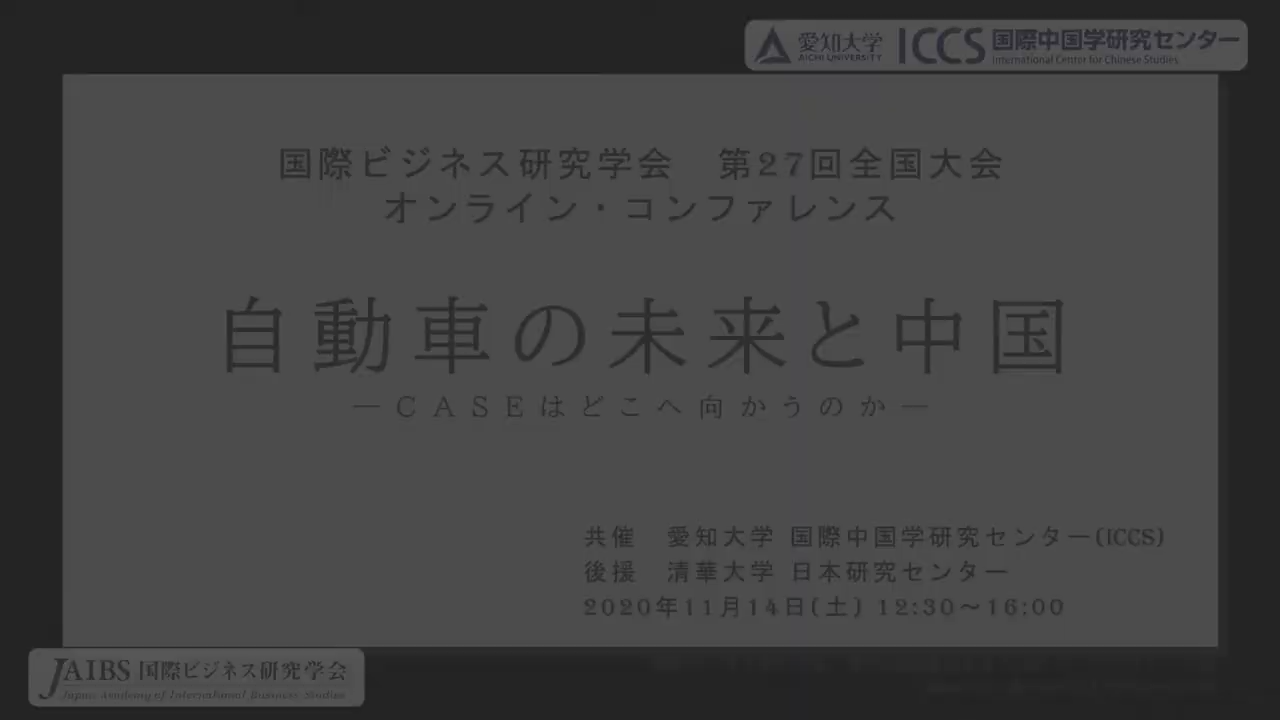 愛知大学
AICHI UNIVERSITY
ICCS 国際中国学研究センター
International Center for Chinese Studies
国際ビジネス研究学会　第27回全国大会
オンライン・コンファレンス
自動車の未来と中国
―CASEはどこへ向かうのか―
共催　愛知大学 国際中国学研究センター(ICCS)
後援　清華大学 日本研究センター
2020年11月14日(土) 12:30～16:00
JAIBS 国際ビジネス研究学会
Japan Academy of International Business Studies